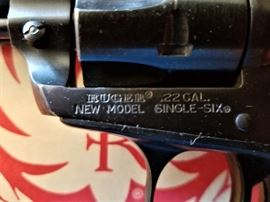 RUGER® .22 CAL.
NEW MODEL SINGLE-SIX®